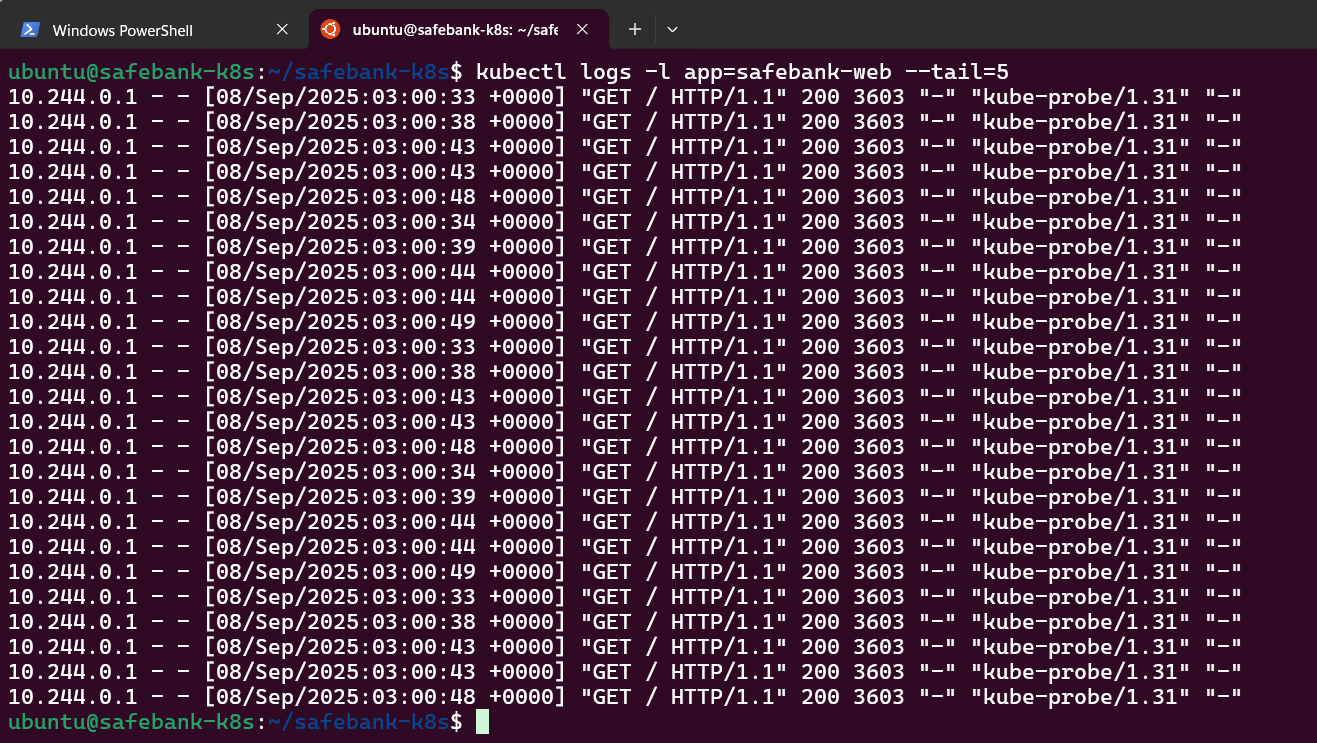 Windows PowerShell
ubuntu@safebank-k8s: ~/safe
ubuntu@safebank-k8s:~/safebank-k8s$ kubectl logs -l app=safebank-web --tail=5
10.244.0.1 - - [08/Sep/2025:03:00:33 +0000] "GET / HTTP/1.1" 200 3603 "-" "kube-probe/1.31" "-"
10.244.0.1 - - [08/Sep/2025:03:00:38 +0000] "GET / HTTP/1.1" 200 3603 "-" "kube-probe/1.31" "-"
10.244.0.1 - - [08/Sep/2025:03:00:43 +0000] "GET / HTTP/1.1" 200 3603 "-" "kube-probe/1.31" "-"
10.244.0.1 - - [08/Sep/2025:03:00:43 +0000] "GET / HTTP/1.1" 200 3603 "-" "kube-probe/1.31" "-"
10.244.0.1 - - [08/Sep/2025:03:00:48 +0000] "GET / HTTP/1.1" 200 3603 "-" "kube-probe/1.31" "-"
10.244.0.1 - - [08/Sep/2025:03:00:34 +0000] "GET / HTTP/1.1" 200 3603 "-" "kube-probe/1.31" "-"
10.244.0.1 - - [08/Sep/2025:03:00:39 +0000] "GET / HTTP/1.1" 200 3603 "-" "kube-probe/1.31" "-"
10.244.0.1 - - [08/Sep/2025:03:00:44 +0000] "GET / HTTP/1.1" 200 3603 "-" "kube-probe/1.31" "-"
10.244.0.1 - - [08/Sep/2025:03:00:44 +0000] "GET / HTTP/1.1" 200 3603 "-" "kube-probe/1.31" "-"
10.244.0.1 - - [08/Sep/2025:03:00:49 +0000] "GET / HTTP/1.1" 200 3603 "-" "kube-probe/1.31" "-"
10.244.0.1 - - [08/Sep/2025:03:00:33 +0000] "GET / HTTP/1.1" 200 3603 "-" "kube-probe/1.31" "-"
10.244.0.1 - - [08/Sep/2025:03:00:38 +0000] "GET / HTTP/1.1" 200 3603 "-" "kube-probe/1.31" "-"
10.244.0.1 - - [08/Sep/2025:03:00:43 +0000] "GET / HTTP/1.1" 200 3603 "-" "kube-probe/1.31" "-"
10.244.0.1 - - [08/Sep/2025:03:00:43 +0000] "GET / HTTP/1.1" 200 3603 "-" "kube-probe/1.31" "-"
10.244.0.1 - - [08/Sep/2025:03:00:48 +0000] "GET / HTTP/1.1" 200 3603 "-" "kube-probe/1.31" "-"
10.244.0.1 - - [08/Sep/2025:03:00:34 +0000] "GET / HTTP/1.1" 200 3603 "-" "kube-probe/1.31" "-"
10.244.0.1 - - [08/Sep/2025:03:00:39 +0000] "GET / HTTP/1.1" 200 3603 "-" "kube-probe/1.31" "-"
10.244.0.1 - - [08/Sep/2025:03:00:44 +0000] "GET / HTTP/1.1" 200 3603 "-" "kube-probe/1.31" "-"
10.244.0.1 - - [08/Sep/2025:03:00:44 +0000] "GET / HTTP/1.1" 200 3603 "-" "kube-probe/1.31" "-"
10.244.0.1 - - [08/Sep/2025:03:00:49 +0000] "GET / HTTP/1.1" 200 3603 "-" "kube-probe/1.31" "-"
10.244.0.1 - - [08/Sep/2025:03:00:33 +0000] "GET / HTTP/1.1" 200 3603 "-" "kube-probe/1.31" "-"
10.244.0.1 - - [08/Sep/2025:03:00:38 +0000] "GET / HTTP/1.1" 200 3603 "-" "kube-probe/1.31" "-"
10.244.0.1 - - [08/Sep/2025:03:00:43 +0000] "GET / HTTP/1.1" 200 3603 "-" "kube-probe/1.31" "-"
10.244.0.1 - - [08/Sep/2025:03:00:43 +0000] "GET / HTTP/1.1" 200 3603 "-" "kube-probe/1.31" "-"
10.244.0.1 - - [08/Sep/2025:03:00:48 +0000] "GET / HTTP/1.1" 200 3603 "-" "kube-probe/1.31" "-"
ubuntu@safebank-k8s:~/safebank-k8s$